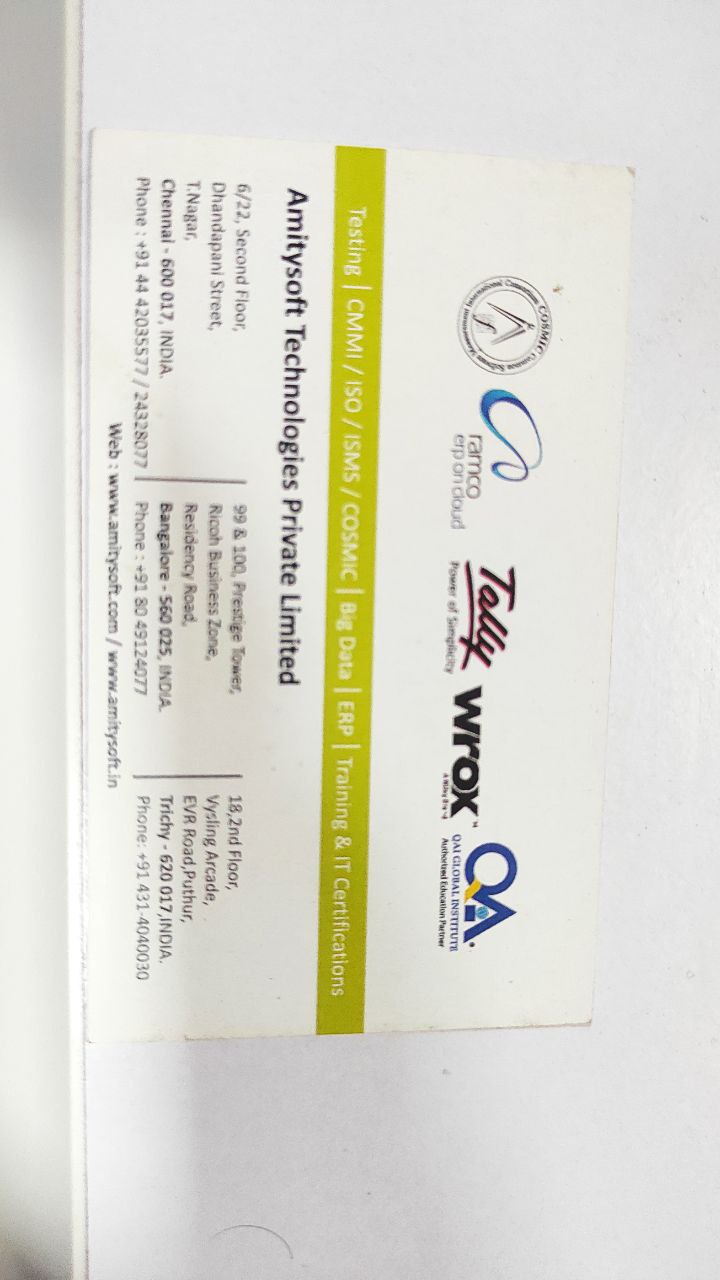 COSMIC
International Consortium
Common Software Measurement
ramco
erp on cloud
Tally
Power of Simplicity
wrox™
A Wiley Brand
QAI
QAI GLOBAL INSTITUTE
Authorized Education Partner
Testing | CMMI / ISO / ISMS / COSMIC | Big Data | ERP | Training & IT Certifications
Amitysoft Technologies Private Limited
6/22, Second Floor,
Dhandapani Street,
T.Nagar,
Chennai - 600 017, INDIA.
Phone : +91 44 42035577 / 24328077
99 & 100, Prestige Tower,
Ricoh Business Zone,
Residency Road,
Bangalore - 560 025, INDIA.
Phone : +91 80 49124077
18,2nd Floor,
Vysling Arcade,
EVR Road,Puthur,
Trichy - 620 017,INDIA.
Phone: +91 431-4040030
Web : www.amitysoft.com / www.amitysoft.in